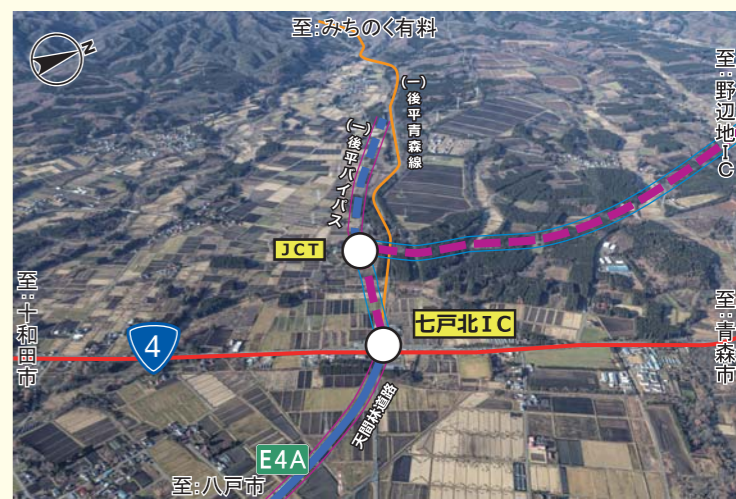 至:みちのく有料
N
(一)後平青森線
至:野辺地IC
(一)後平バイパス
JCT
七戸北IC
至:十和田市
4
至:青森市
天間林道路
E4A
至:八戸市